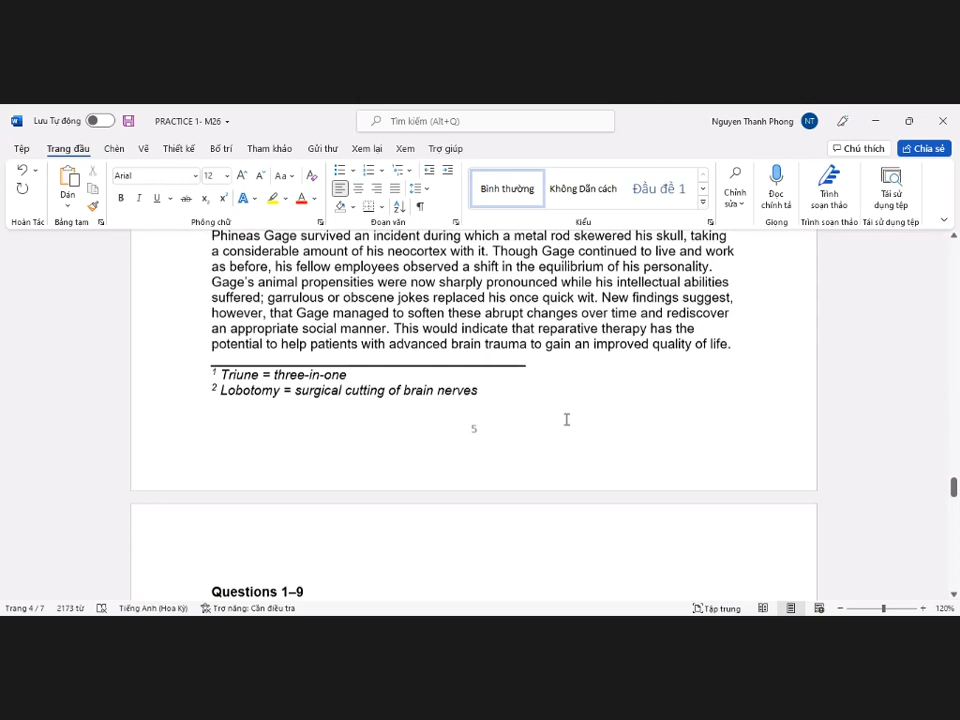 Lưu Tự động
PRACTICE 1- M26
Tìm kiếm (Alt+Q)
Nguyen Thanh Phong
NT
Tệp
Trang đầu
Chèn
Vẽ
Thiết kế
Bố trí
Tham khảo
Gửi thư
Xem lại
Xem
Trợ giúp
Chú thích
Chia sẻ
Dán
Arial
12
Bình thường
Không Dãn cách
Đầu đề 1
Chỉnh sửa
Đọc chính tả
Trình soạn thảo
Tái sử dụng tệp
Hoàn Tác
Bảng tạm
Phông chữ
Đoạn văn
Kiểu
Giọng
Trình soạn thảo
Tái sử dụng tệp
Phineas Gage survived an incident during which a metal rod skewered his skull, taking
a considerable amount of his neocortex with it. Though Gage continued to live and work
as before, his fellow employees observed a shift in the equilibrium of his personality.
Gage's animal propensities were now sharply pronounced while his intellectual abilities
suffered; garrulous or obscene jokes replaced his once quick wit. New findings suggest,
however, that Gage managed to soften these abrupt changes over time and rediscover
an appropriate social manner. This would indicate that reparative therapy has the
potential to help patients with advanced brain trauma to gain an improved quality of life.
1 Triune = three-in-one
2 Lobotomy = surgical cutting of brain nerves
5
Questions 1–9
Trang 4 / 7
2173 từ
Tiếng Anh (Hoa Kỳ)
Trợ năng: Cần điều tra
Tập trung
120%